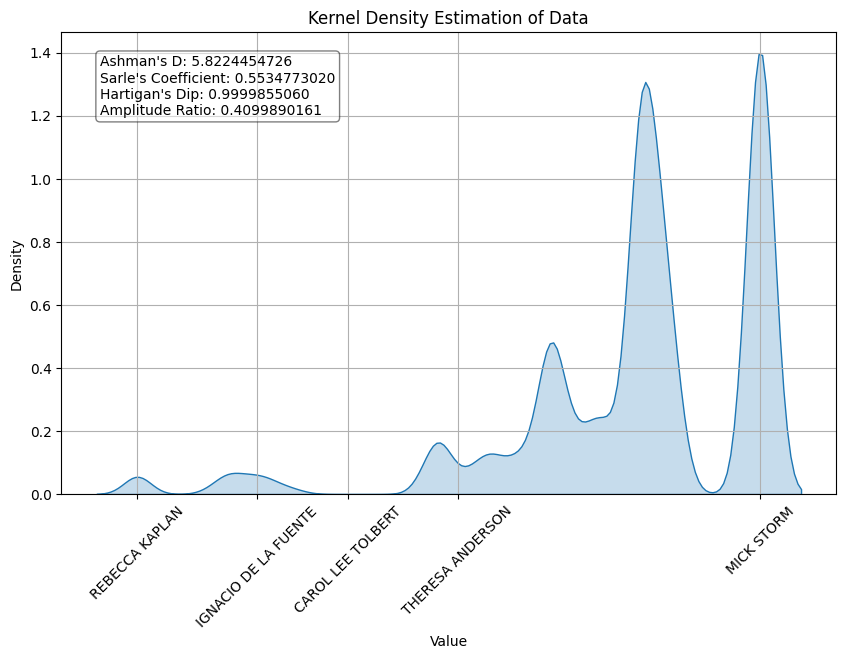 Kernel Density Estimation of Data
Ashman's D: 5.8224454726
Sarle's Coefficient: 0.5534773020
Hartigan's Dip: 0.9999855060
Amplitude Ratio: 0.4099890161
1.4
1.2
1.0
0.8
0.6
0.4
0.2
0.0
Density
REBECCA KAPLAN
IGNACIO DE LA FUENTE
CAROL LEE TOLBERT
THERESA ANDERSON
MICK STORM
Value